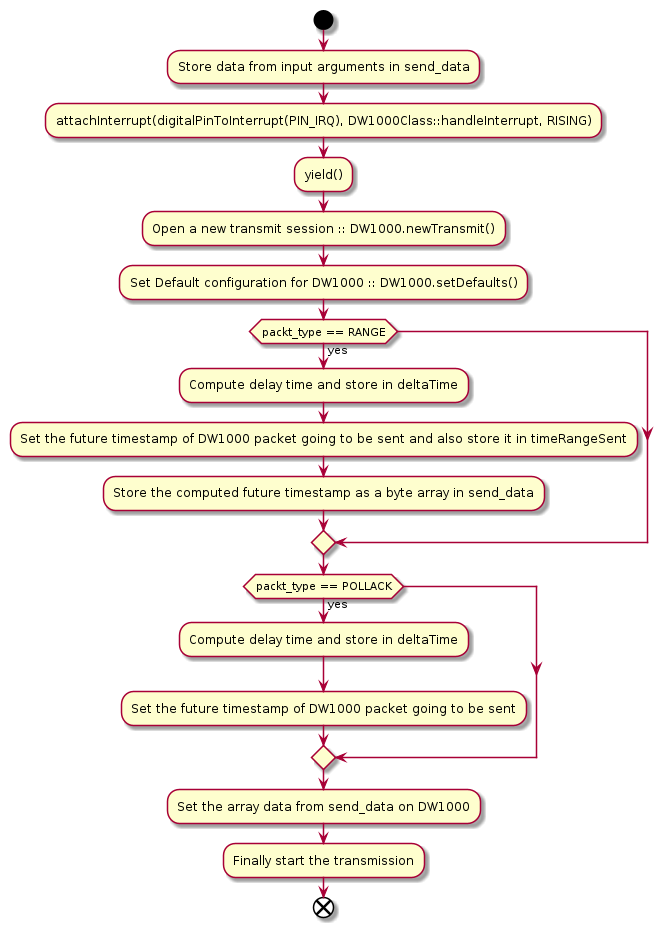 Store data from input arguments in send_data
attachInterrupt(digitalPinToInterrupt(PIN_IRQ), DW1000Class::handleInterrupt, RISING)
yield()
Open a new transmit session :: DW1000.newTransmit()
Set Default configuration for DW1000 :: DW1000.setDefaults()
packt_type == RANGE
yes
Compute delay time and store in deltaTime
Set the future timestamp of DW1000 packet going to be sent and also store it in timeRangeSent
Store the computed future timestamp as a byte array in send_data
packt_type == POLLACK
yes
Compute delay time and store in deltaTime
Set the future timestamp of DW1000 packet going to be sent
Set the array data from send_data on DW1000
Finally start the transmission